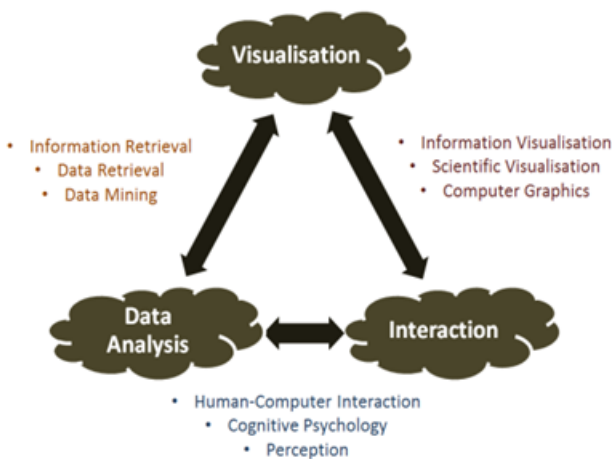 Visualisation
• Information Retrieval
• Data Retrieval
• Data Mining
• Information Visualisation
• Scientific Visualisation
• Computer Graphics
Data
Analysis
Interaction
• Human-Computer Interaction
• Cognitive Psychology
• Perception